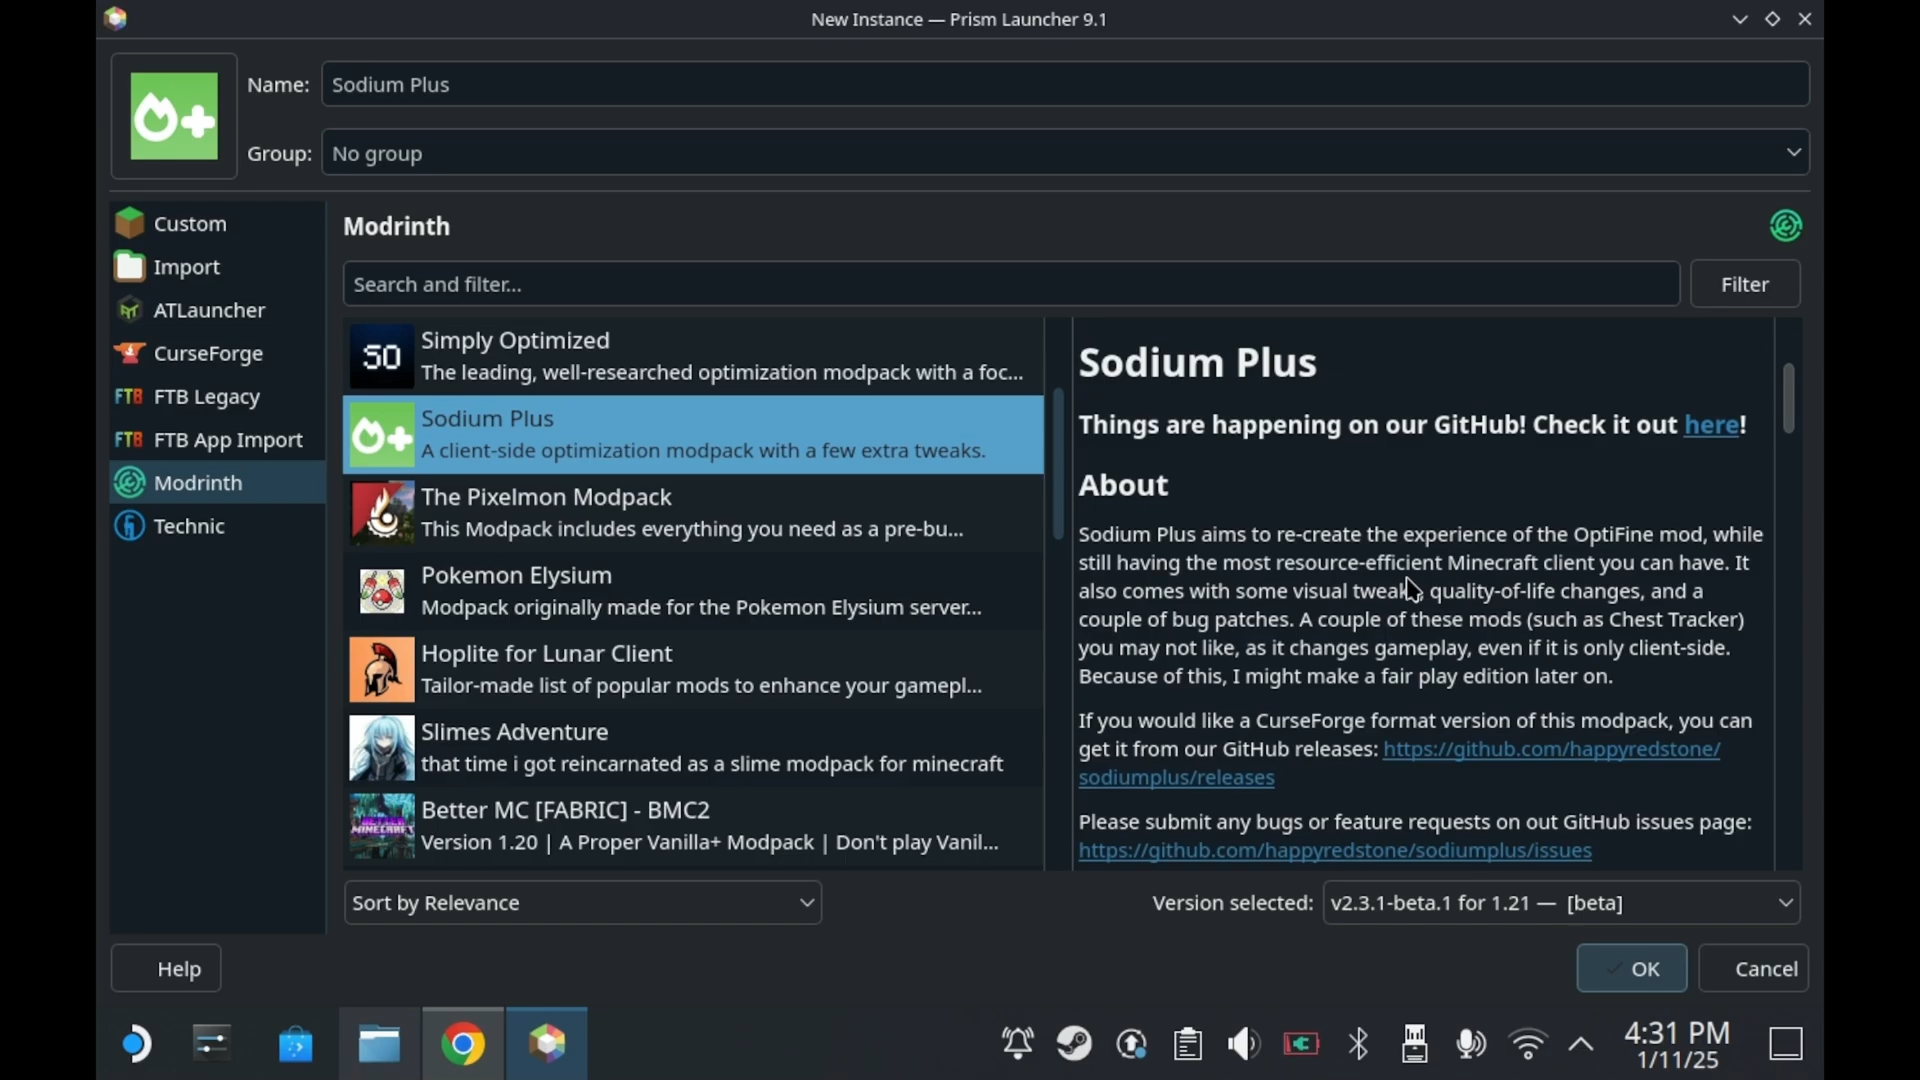 New Instance — Prism Launcher 9.1
Name: Sodium Plus
Group: No group
Custom
Import
ATLauncher
CurseForge
FTB FTB Legacy
FTB FTB App Import
Modrinth
Technic
Modrinth
Search and filter...
Filter
SO
Simply Optimized
The leading, well-researched optimization modpack with a foc...
Sodium Plus
A client-side optimization modpack with a few extra tweaks.
The Pixelmon Modpack
This Modpack includes everything you need as a pre-bu...
Pokemon Elysium
Modpack originally made for the Pokemon Elysium server...
Hoplite for Lunar Client
Tailor-made list of popular mods to enhance your gamepl...
Slimes Adventure
that time i got reincarnated as a slime modpack for minecraft
BETTER MINECRAFT
Better MC [FABRIC] - BMC2
Version 1.20 | A Proper Vanilla+ Modpack | Don't play Vanil...
Sodium Plus
Things are happening on our GitHub! Check it out here!
About
Sodium Plus aims to re-create the experience of the OptiFine mod, while
still having the most resource-efficient Minecraft client you can have. It
also comes with some visual tweaks, quality-of-life changes, and a
couple of bug patches. A couple of these mods (such as Chest Tracker)
you may not like, as it changes gameplay, even if it is only client-side.
Because of this, I might make a fair play edition later on.
If you would like a CurseForge format version of this modpack, you can
get it from our GitHub releases: https://github.com/happyredstone/
sodiumplus/releases
Please submit any bugs or feature requests on out GitHub issues page:
https://github.com/happyredstone/sodiumplus/issues
Sort by Relevance
Version selected: v2.3.1-beta.1 for 1.21 — [beta]
Help
OK
Cancel
4:31 PM
1/11/25